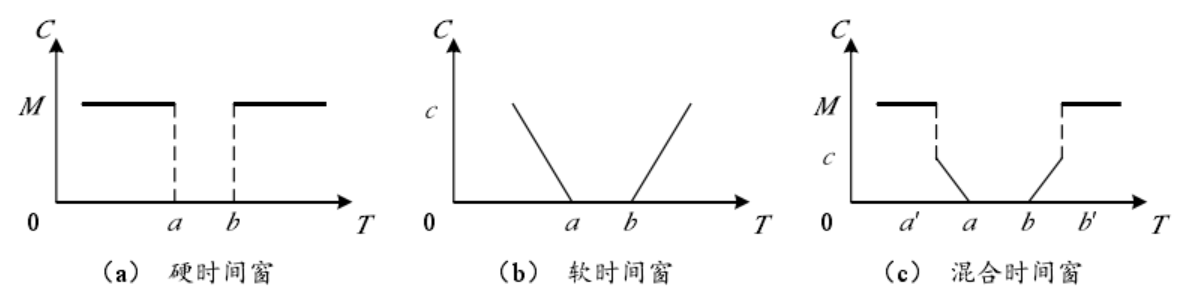 C C C
M c M
c
0 a b T 0 a b T 0 a' a b b' T
（a） 硬时间窗 （b） 软时间窗 （c） 混合时间窗